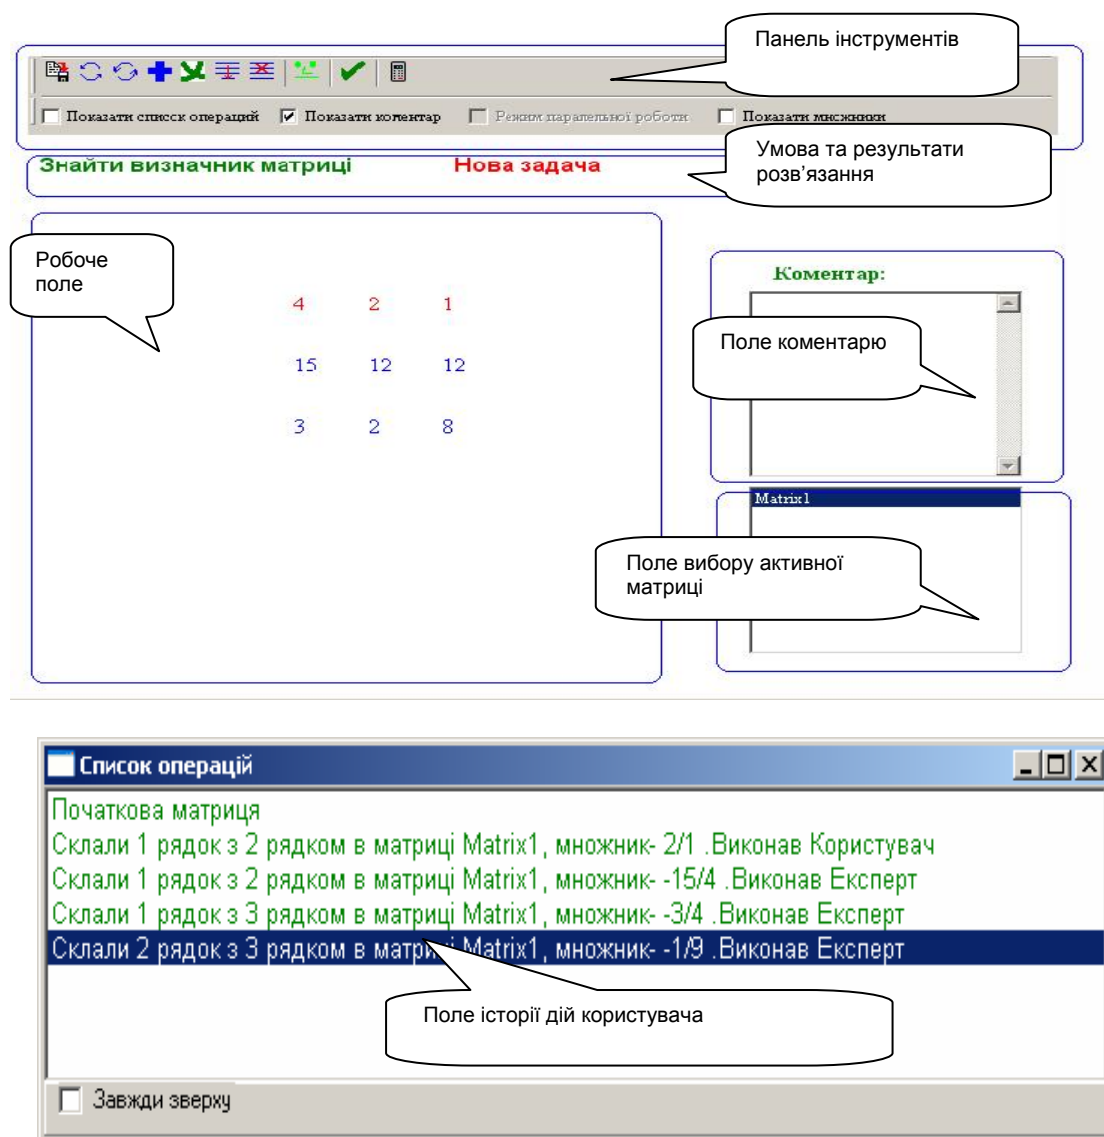 Панель інструментів
Показати списск операций Показати коментар Режим паралельної роботи Показати мнсжники
Умова та результати
розв’язання
Знайти визначник матриці Нова задача
Робоче
поле
Коментар:
4 2 1
Поле коментарю
15 12 12
3 2 8
Matrix1
Поле вибору активної
матриці
Список операцій
Початкова матриця
Склали 1 рядок з 2 рядком в матриці Matrix1, множник- 2/1 .Виконав Користувач
Склали 1 рядок з 2 рядком в матриці Matrix1, множник- -15/4 .Виконав Експерт
Склали 1 рядок з 3 рядком в матриці Matrix1, множник- -3/4 .Виконав Експерт
Склали 2 рядок з 3 рядком в матриці Matrix1, множник- -1/9 .Виконав Експерт
Поле історії дій користувача
Завжди зверху